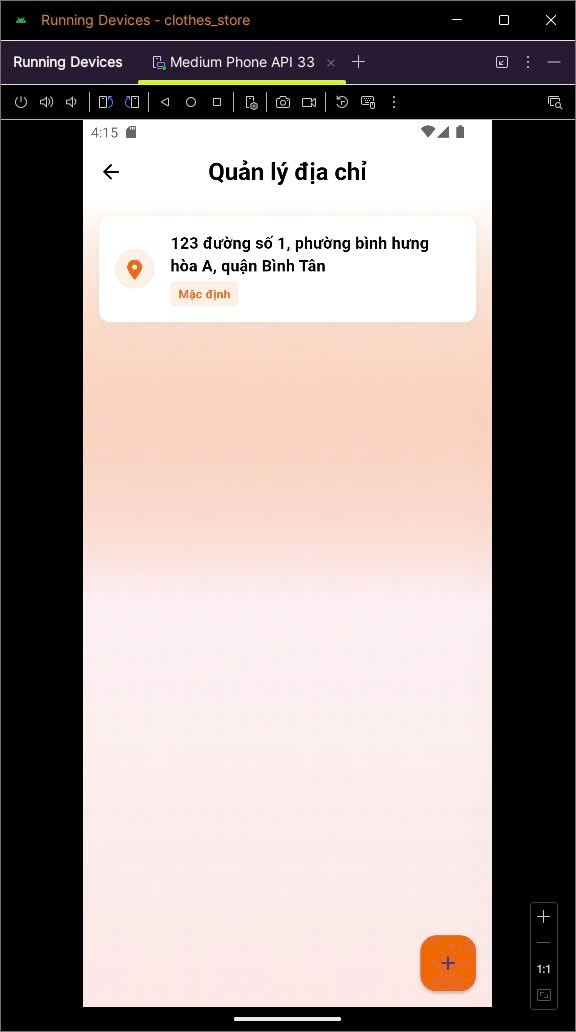 Running Devices - clothes_store
Running Devices
Medium Phone API 33
4:15
Quản lý địa chỉ
123 đường số 1, phường bình hưng
hòa A, quận Bình Tân
Mặc định
1:1